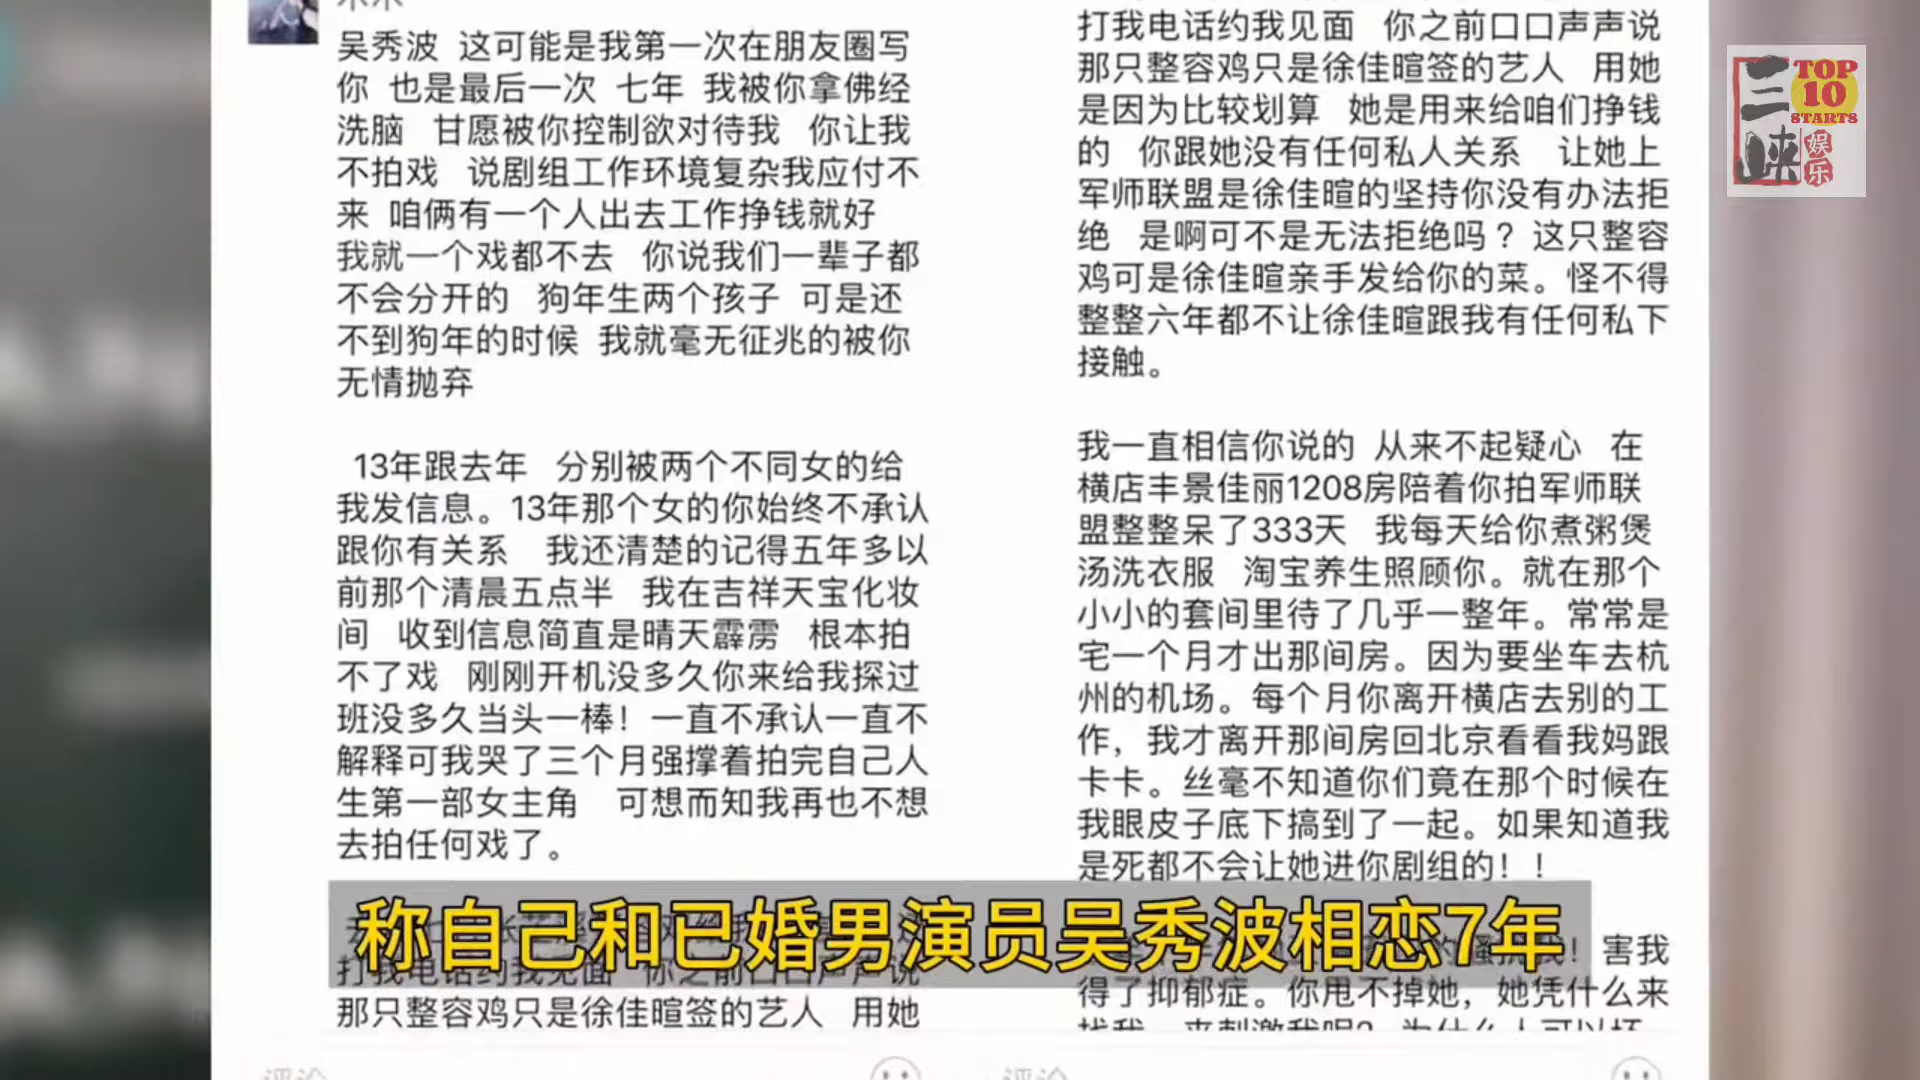 吴秀波 这可能是我第一次在朋友圈写
你 也是最后一次 七年 我被你拿佛经
洗脑 甘愿被你控制欲对待我 你让我
不拍戏 说剧组工作环境复杂我应付不
来 咱俩有一个人出去工作挣钱就好
我就一个戏都不去 你说我们一辈子都
不会分开的 狗年生两个孩子 可是还
不到狗年的时候 我就毫无征兆的被你
无情抛弃
13年跟去年 分别被两个不同女的给
我发信息。13年那个女的你始终不承认
跟你有关系 我还清楚的记得五年多以
前那个清晨五点半 我在吉祥天宝化妆
间 收到信息简直是晴天霹雳 根本拍
不了戏 刚刚开机没多久你来给我探过
班没多久当头一棒！一直不承认一直不
解释可我哭了三个月强撑着拍完自己人
生第一部女主角 可想而知我再也不想
去拍任何戏了。
打我电话约我见面 你之前口口声声说
那只整容鸡只是徐佳暄签的艺人 用她
打我电话约我见面 你之前口口声声说
那只整容鸡只是徐佳暄签的艺人 用她
是因为比较划算 她是用来给咱们挣钱
的 你跟她没有任何私人关系 让她上
军师联盟是徐佳暄的坚持你没有办法拒
绝 是啊可不是无法拒绝吗？这只整容
鸡可是徐佳暄亲手发给你的菜。怪不得
整整六年都不让徐佳暄跟我有任何私下
接触。
我一直相信你说的 从来不起疑心 在
横店丰景佳丽1208房陪着你拍军师联
盟整整呆了333天 我每天给你煮粥煲
汤洗衣服 淘宝养生照顾你。就在那个
小小的套间里待了几乎一整年。常常是
宅一个月才出那间房。因为要坐车去杭
州的机场。每个月你离开横店去别的工
作，我才离开那间房回北京看看我妈跟
卡卡。丝毫不知道你们竟在那个时候在
我眼皮子底下搞到了一起。如果知道我
是死都不会让她进你剧组的！！
害我
得了抑郁症。你甩不掉她，她凭什么来
称自己和已婚男演员吴秀波相恋7年
评论
评论
三味娱乐
TOP
10
STARTS